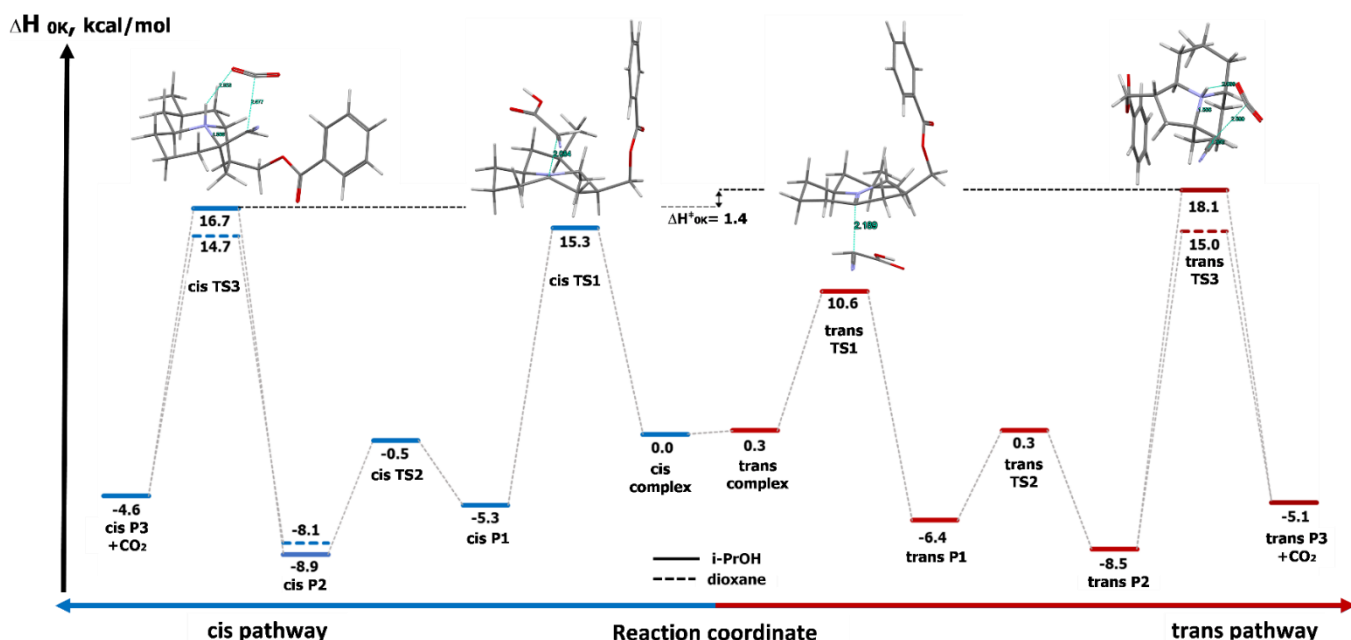 ΔH 0K, kcal/mol
ΔH‡0K= 1.4
16.7
14.7
cis TS3
15.3
cis TS1
10.6
trans
TS1
18.1
15.0
trans
TS3
2.189
-4.6
cis P3
+CO₂
-8.1
-8.9
cis P2
-0.5
cis TS2
-5.3
cis P1
0.0
cis
complex
0.3
trans
complex
-6.4
trans P1
0.3
trans
TS2
-8.5
trans P2
-5.1
trans P3
+CO₂
i-PrOH
dioxane
cis pathway
Reaction coordinate
trans pathway